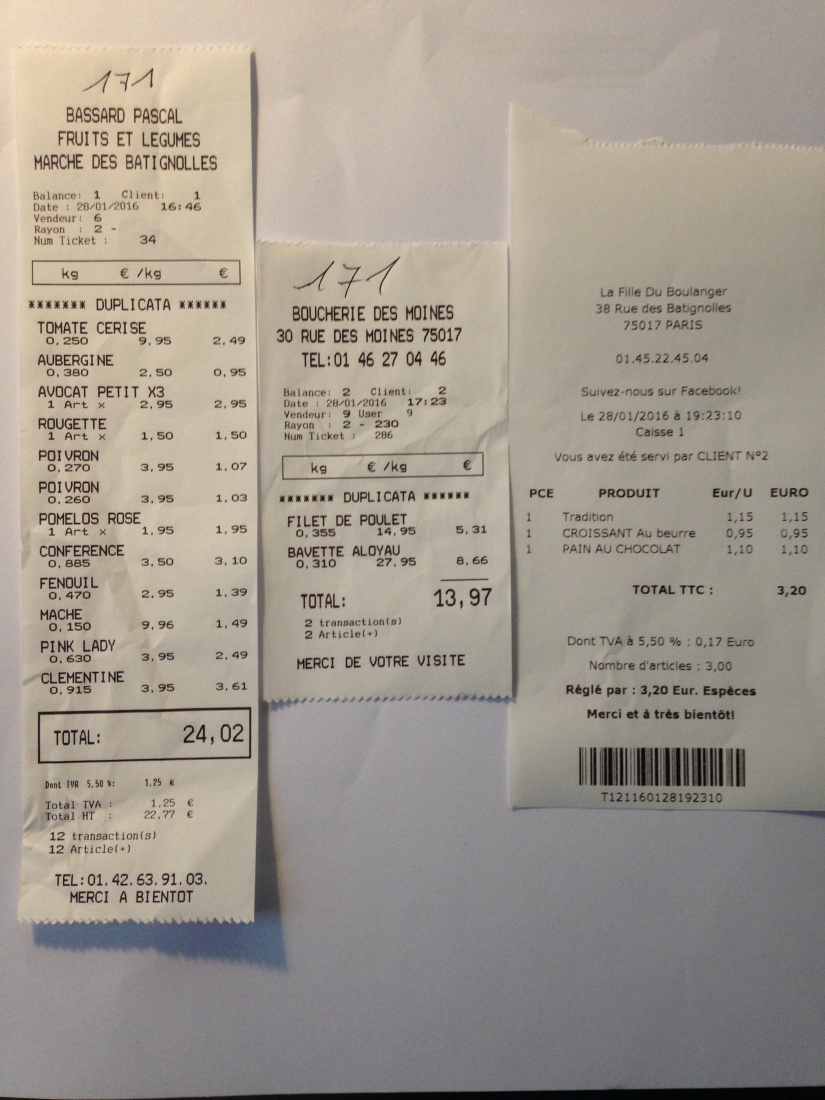 171
BASSARD PASCAL
FRUITS ET LEGUMES
MARCHE DES BATIGNOLLES
Balance: 1 Client: 1
Date : 28/01/2016 16:46
Vendeur: 6
Rayon : 2 -
Num Ticket : 34
kg € /kg €
******* DUPLICATA ******
TOMATE CERISE
0,250 9,95 2,49
AUBERGINE
0,380 2,50 0,95
AVOCAT PETIT X3
1 Art x 2,95 2,95
ROUGETTE
1 Art x 1,50 1,50
POIVRON
0,270 3,95 1,07
POIVRON
0,260 3,95 1,03
POMELOS ROSE
1 Art x 1,95 1,95
CONFERENCE
0,885 3,50 3,10
FENOUIL
0,470 2,95 1,39
MACHE
0,150 9,96 1,49
PINK LADY
0,630 3,95 2,49
CLEMENTINE
0,915 3,95 3,61
TOTAL: 24,02
Dont TVA 5,50 %: 1,25 €
Total TVA : 1,25 €
Total HT : 22,77 €
12 transaction(s)
12 Article(+)
TEL:01.42.63.91.03.
MERCI A BIENTOT
171
BOUCHERIE DES MOINES
30 RUE DES MOINES 75017
TEL:01 46 27 04 46
Balance: 2 Client: 2
Date : 28/01/2016 17:23
Vendeur: 9 User 9
Rayon : 2 - 230
Num Ticket : 286
kg € /kg €
******* DUPLICATA ******
FILET DE POULET
0,355 14,95 5,31
BAVETTE ALOYAU
0,310 27,95 8,66
TOTAL: 13,97
2 transaction(s)
2 Article(+)
MERCI DE VOTRE VISITE
La Fille Du Boulanger
38 Rue des Batignolles
75017 PARIS
01.45.22.45.04
Suivez-nous sur Facebook!
Le 28/01/2016 à 19:23:10
Caisse 1
Vous avez été servi par CLIENT N°2
PCE PRODUIT Eur/U EURO
1 Tradition 1,15 1,15
1 CROISSANT Au beurre 0,95 0,95
1 PAIN AU CHOCOLAT 1,10 1,10
TOTAL TTC : 3,20
Dont TVA à 5,50 % : 0,17 Euro
Nombre d'articles : 3,00
Réglé par : 3,20 Eur. Espèces
Merci et à très bientôt!
T121160128192310